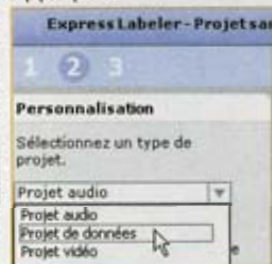 Express Labeler - Projet sa
1 2 3
Personnalisation
Sélectionnez un type de
projet.
Projet audio
Projet audio
Projet de données
Projet vidéo
e